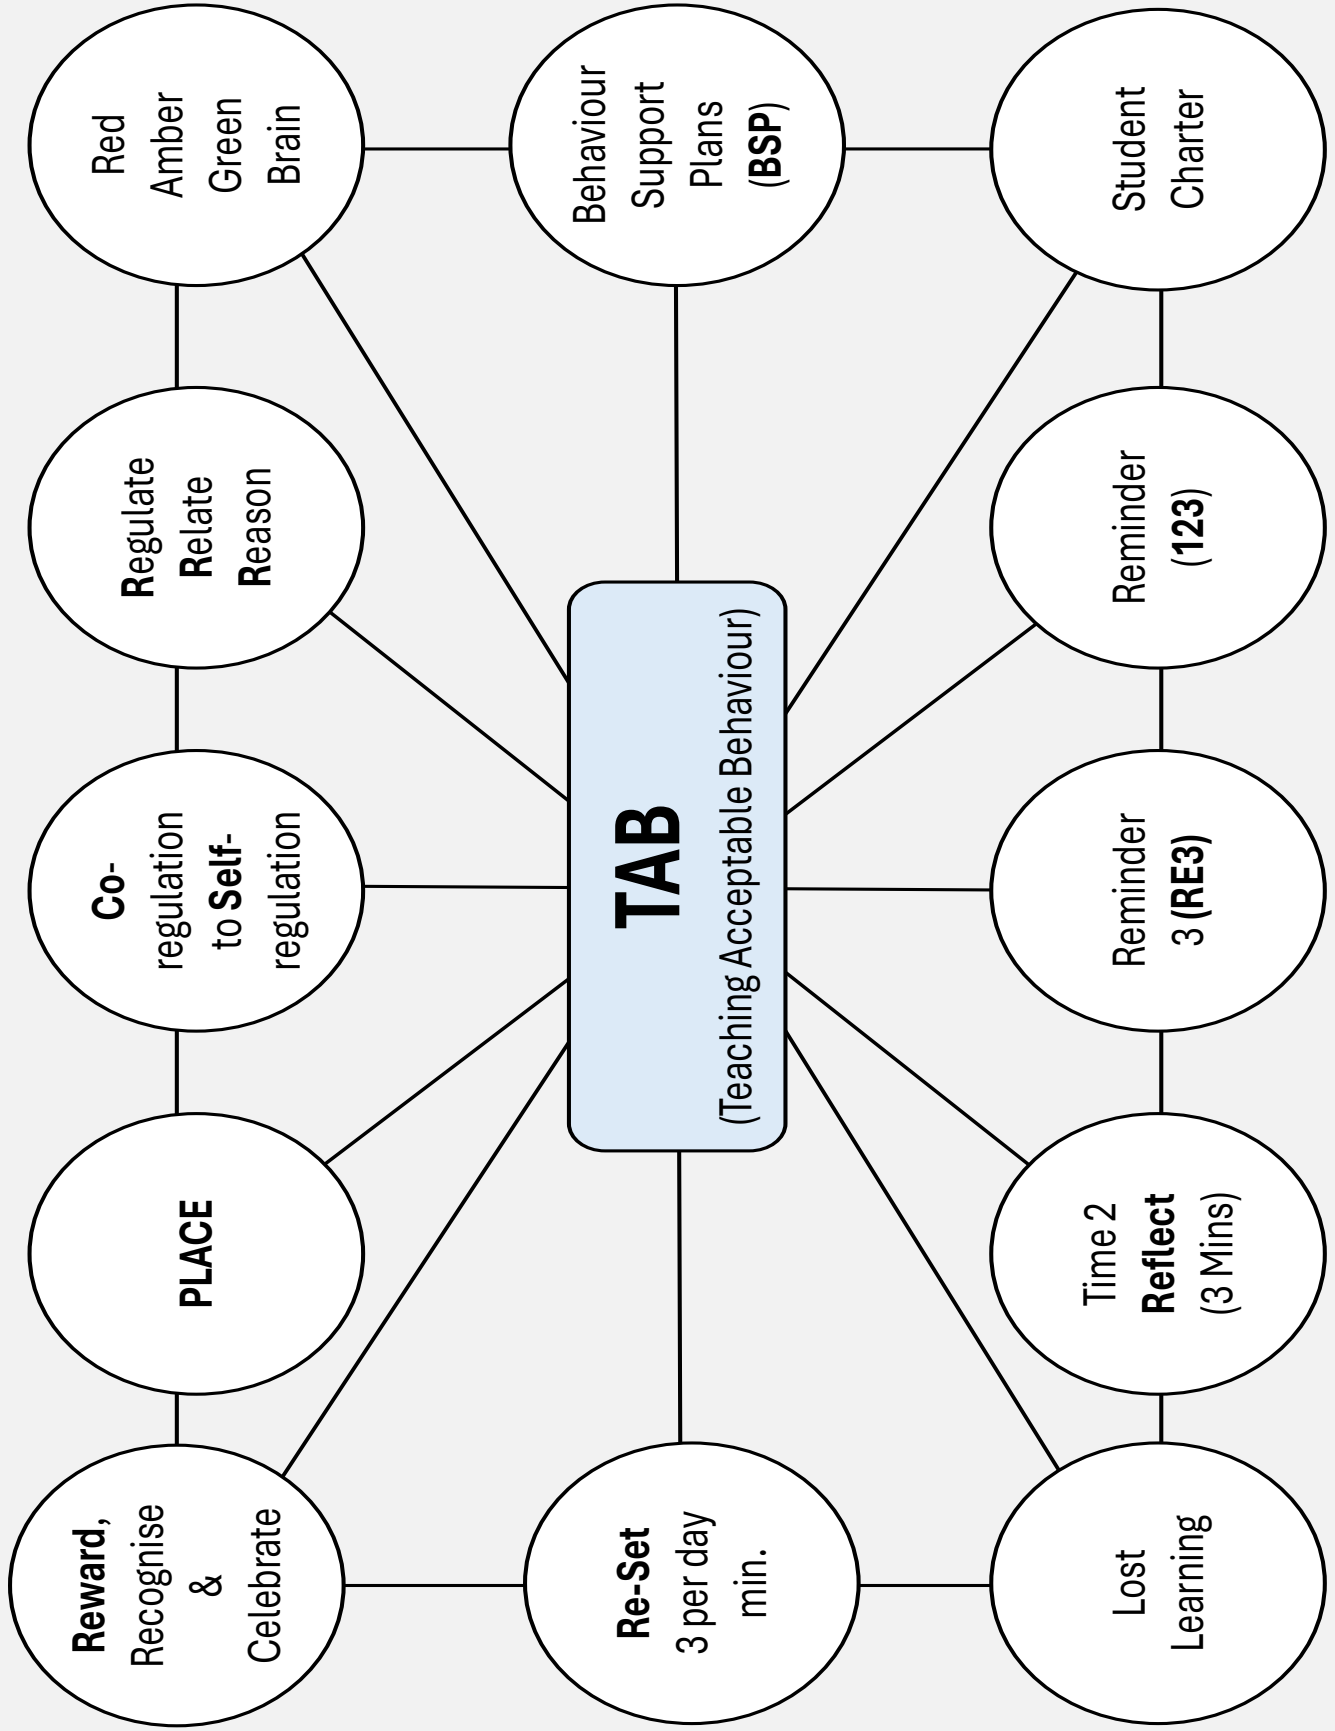 Reward,
Recognise
&
Celebrate
PLACE
Co-
regulation
to Self-
regulation
Regulate
Relate
Reason
Red
Amber
Green
Brain
Re-Set
3 per day
min.
TAB
(Teaching Acceptable Behaviour)
Behaviour
Support
Plans
(BSP)
Lost
Learning
Time 2
Reflect
(3 Mins)
Reminder
3 (RE3)
Reminder
(123)
Student
Charter